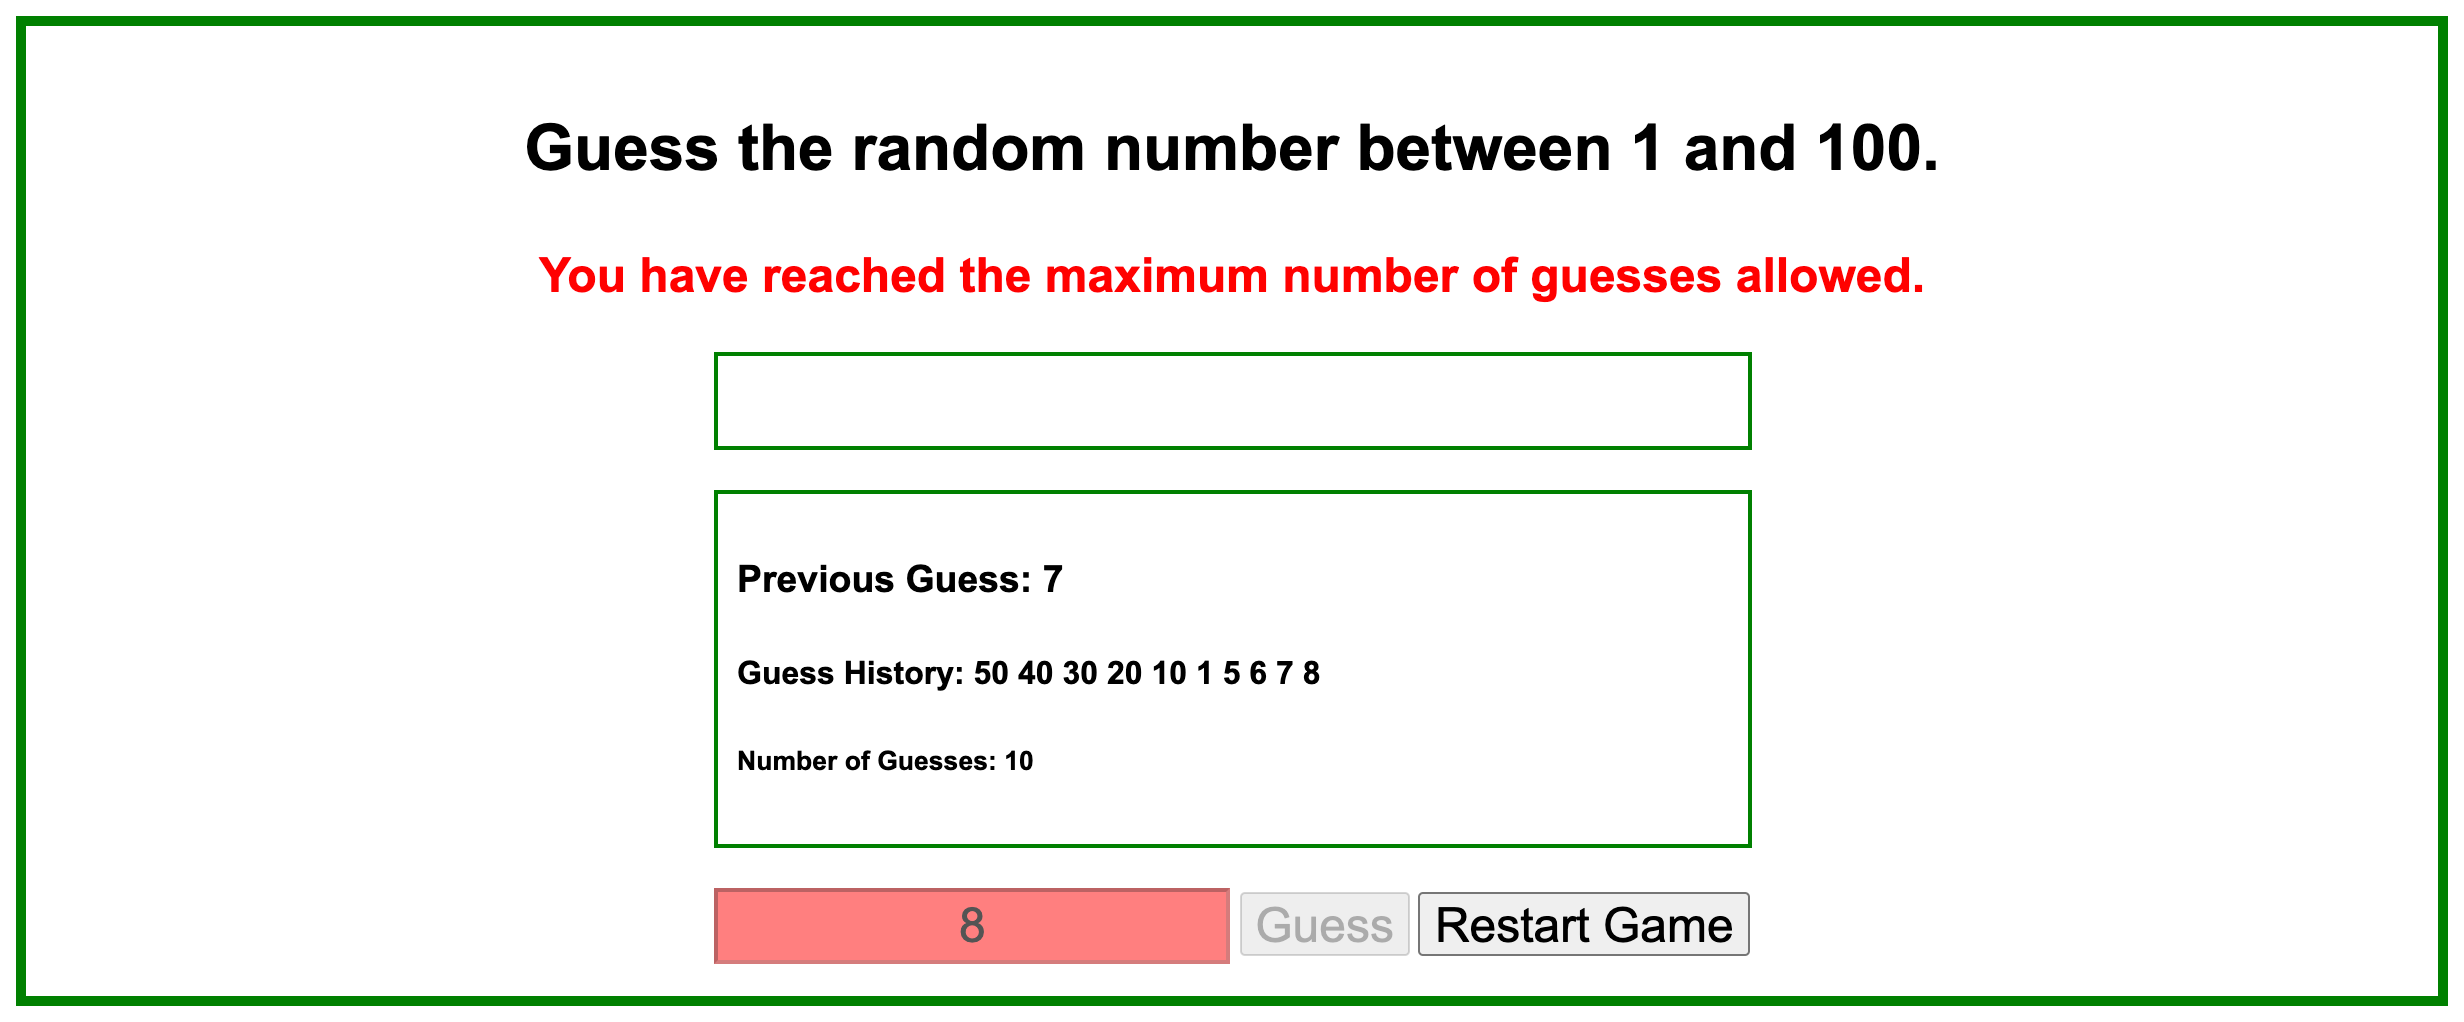 Guess the random number between 1 and 100.
You have reached the maximum number of guesses allowed.
Previous Guess: 7
Guess History: 50 40 30 20 10 1 5 6 7 8
Number of Guesses: 10
8 Guess Restart Game